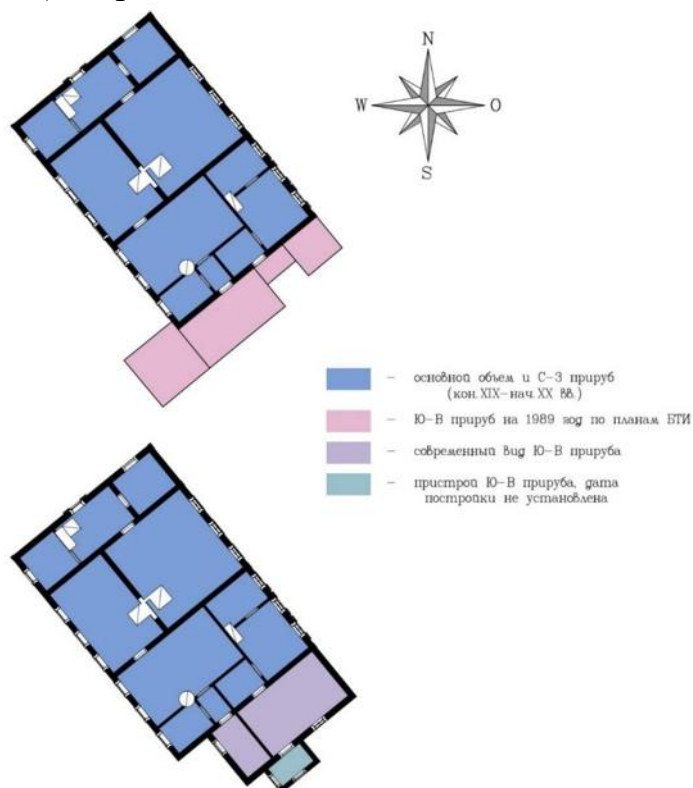 N
W O
S
– основной объем и С-З прируб
(кон. XIX-нач. XX вв.)
– Ю-В прируб на 1989 год по планам БТИ
– современный вид Ю-В прируба
– пристрой Ю-В прируба, дата
постройки не установлена